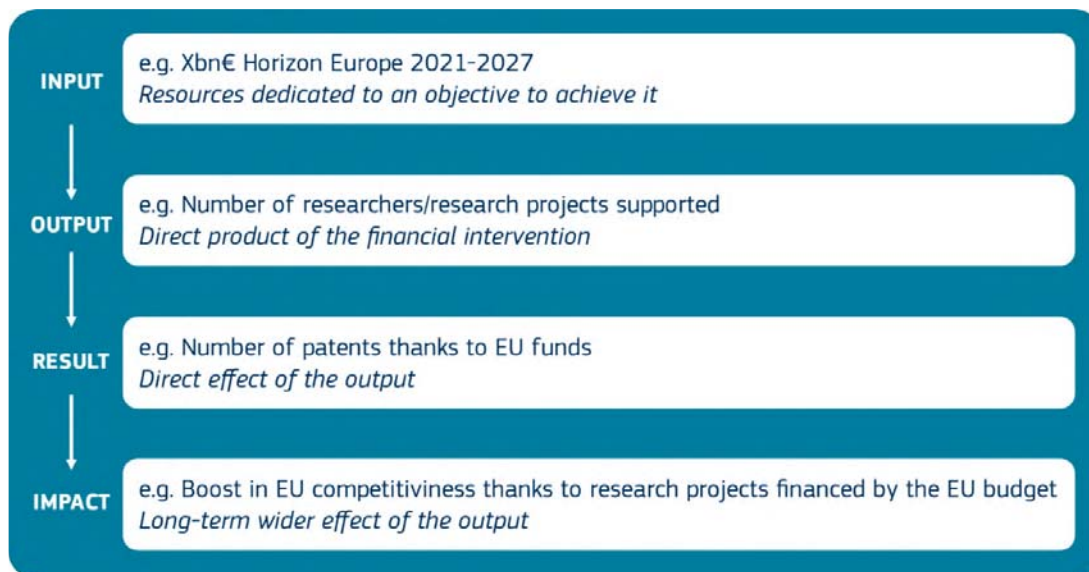 INPUT
e.g. Xbn€ Horizon Europe 2021-2027
Resources dedicated to an objective to achieve it
OUTPUT
e.g. Number of researchers/research projects supported
Direct product of the financial intervention
RESULT
e.g. Number of patents thanks to EU funds
Direct effect of the output
IMPACT
e.g. Boost in EU competitiviness thanks to research projects financed by the EU budget
Long-term wider effect of the output